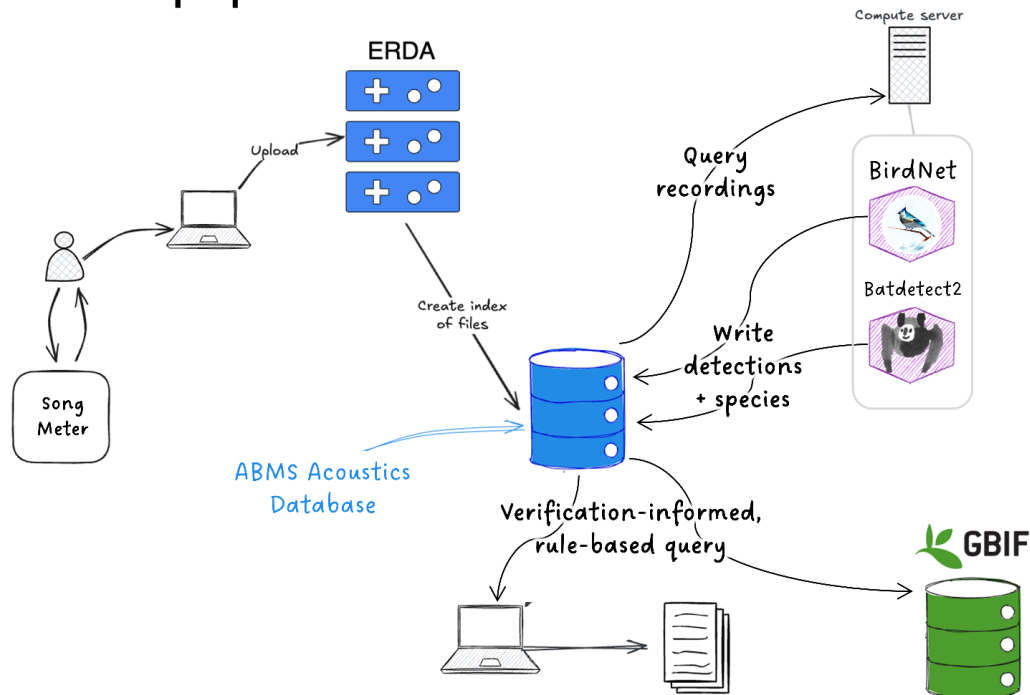 Compute server
ERDA
Upload
Query
recordings
BirdNet
Batdetect2
Create index
of files
Write
detections
+ species
Song
Meter
ABMS Acoustics
Database
Verification-informed,
rule-based query
GBIF